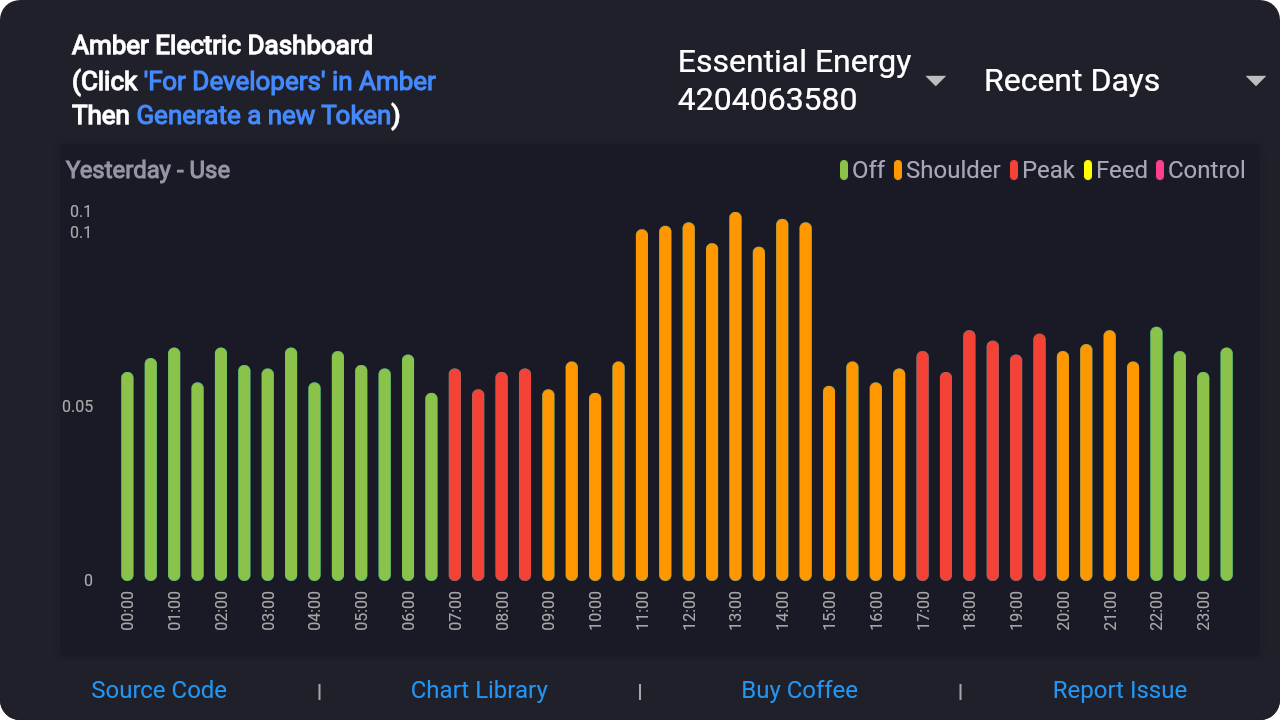 Amber Electric Dashboard
(Click 'For Developers' in Amber
Then Generate a new Token)
Essential Energy
4204063580
Recent Days
Yesterday - Use
Off Shoulder Peak Feed Control
0.1
0.1
0.05
0
00:00 01:00 02:00 03:00 04:00 05:00 06:00 07:00 08:00 09:00 10:00 11:00 12:00 13:00 14:00 15:00 16:00 17:00 18:00 19:00 20:00 21:00 22:00 23:00
Source Code | Chart Library | Buy Coffee | Report Issue